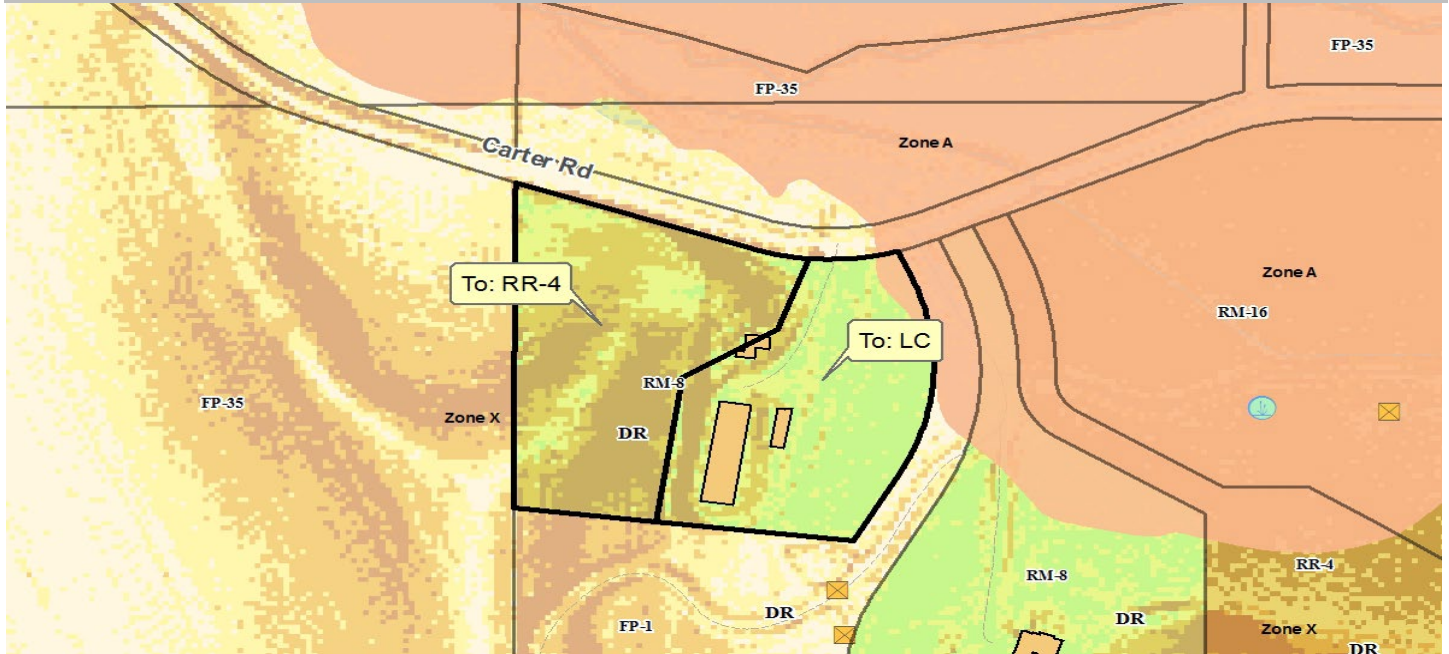 FP-35
FP-35
Zone A
Carter Rd
Zone A
To: RR-4
RM-16
To: LC
RM-8
FP-35
Zone X
DR
RR-4
RM-8
DR
DR
FP-1
Zone X
DR